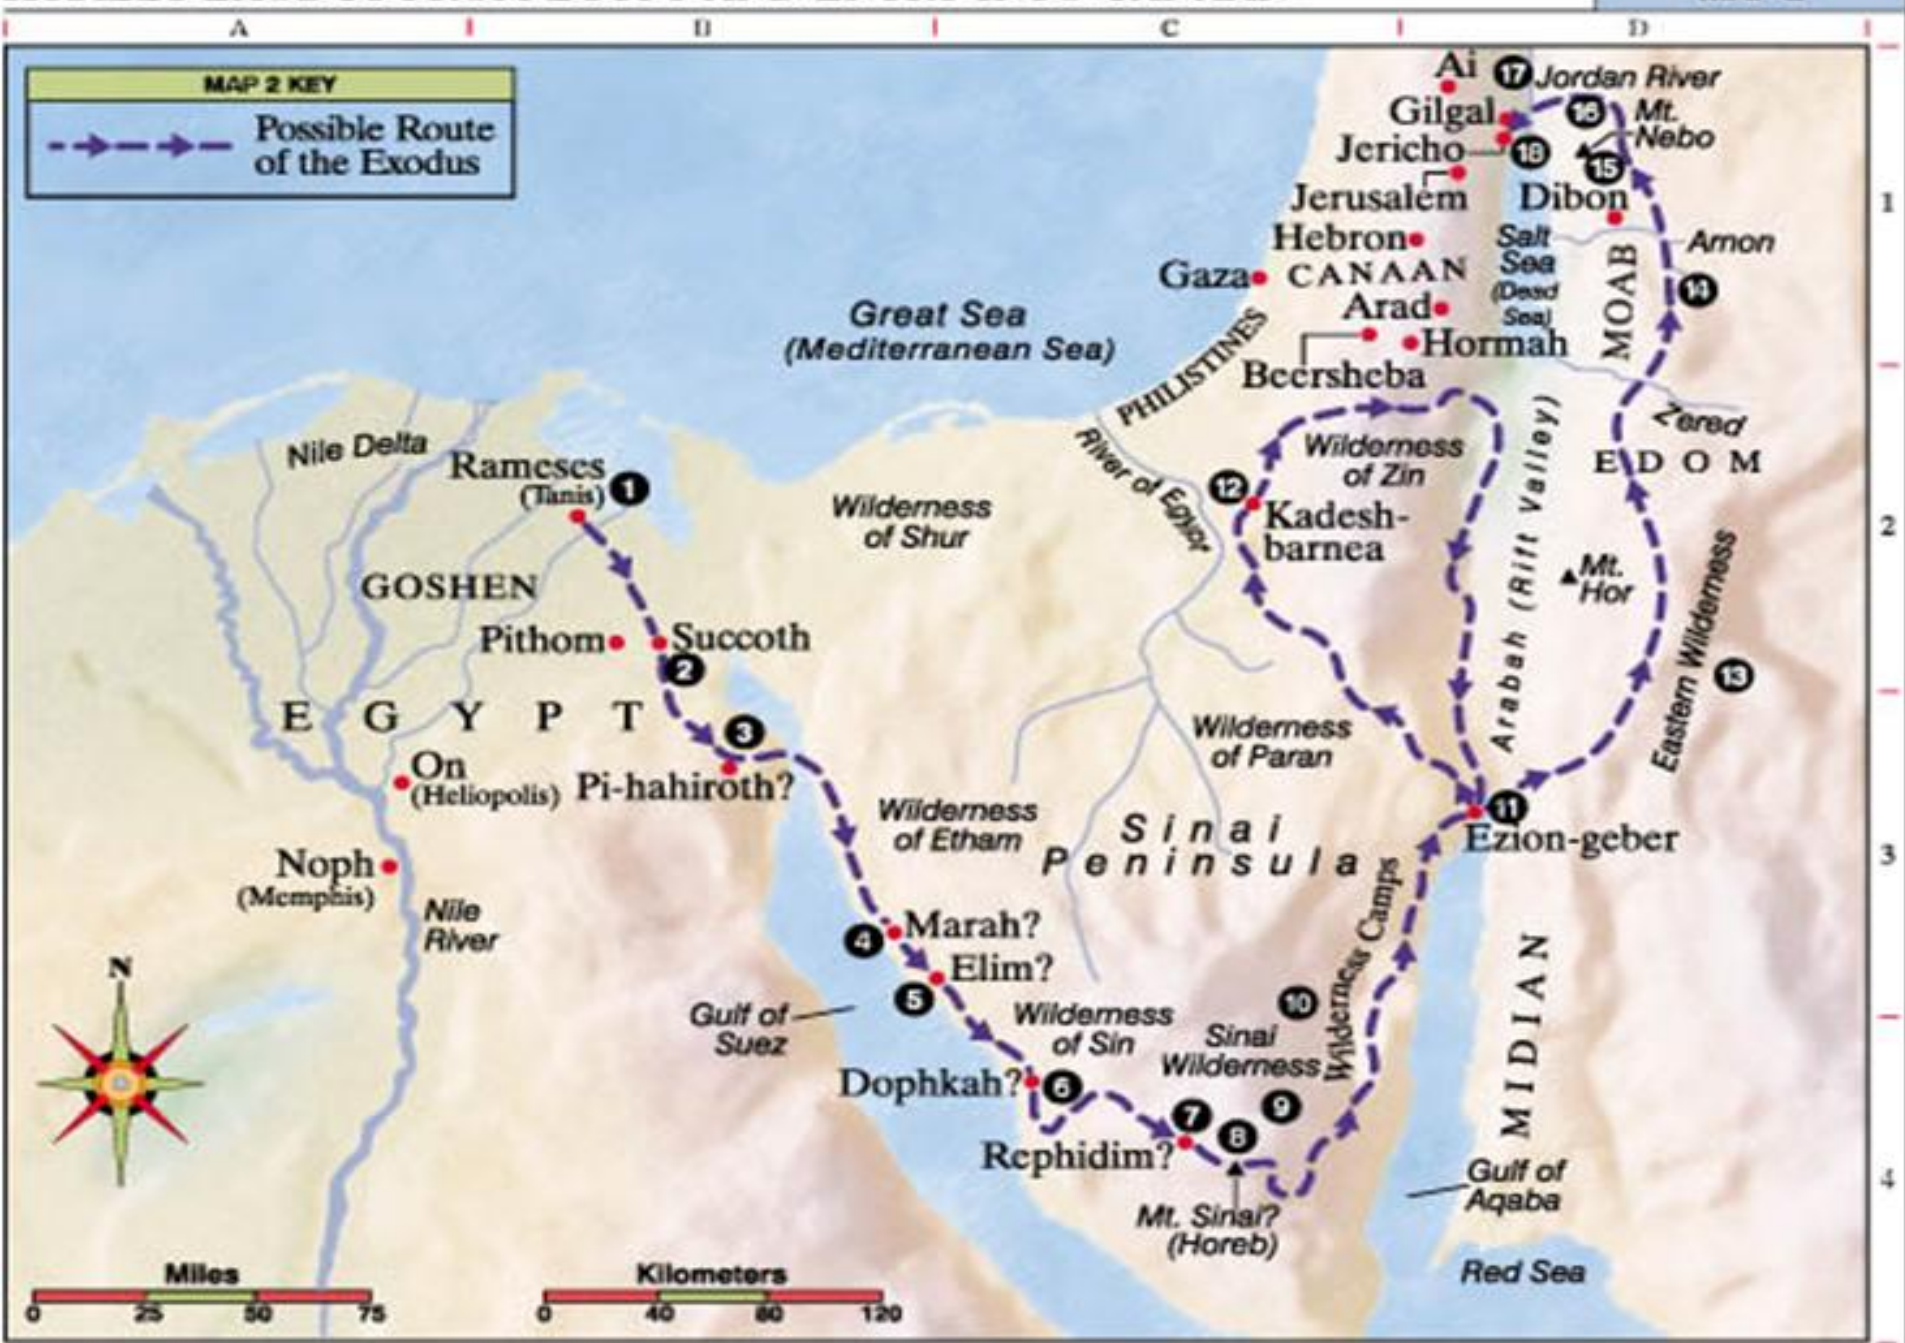 A B C D
MAP 2 KEY
Possible Route
of the Exodus
Ai
17
Jordan River
Gilgal
16
Mt.
Nebo
Jericho
18
15
Jerusalem
Dibon
1
Hebron
Salt
Sea
(Dead
Sea)
Arnon
Gaza
CANAAN
MOAB
14
Arad
Great Sea
(Mediterranean Sea)
Hormah
PHILISTINES
Beersheba
Zered
Nile Delta
River of Egypt
Wilderness
of Zin
EDOM
Rameses
(Tanis)
1
12
Wilderness
of Shur
Kadesh-
barnea
2
Arabah (Rift Valley)
Mt.
Hor
Eastern Wilderness
GOSHEN
Pithom
Succoth
2
13
EGYPT
3
Wilderness
of Paran
On
(Heliopolis)
Pi-hahiroth?
Wilderness
of Etham
Sinai
Peninsula
11
Ezion-geber
3
Noph
(Memphis)
Nile
River
4
Marah?
Wilderness Camps
Elim?
5
N
MIDIAN
10
Gulf of
Suez
Wilderness
of Sin
Sinai
Wilderness
Dophkah?
6
7
8
9
Rephidim?
Gulf of
Aqaba
4
Mt. Sinai?
(Horeb)
Red Sea
Miles
0 25 50 75
Kilometers
0 40 80 120